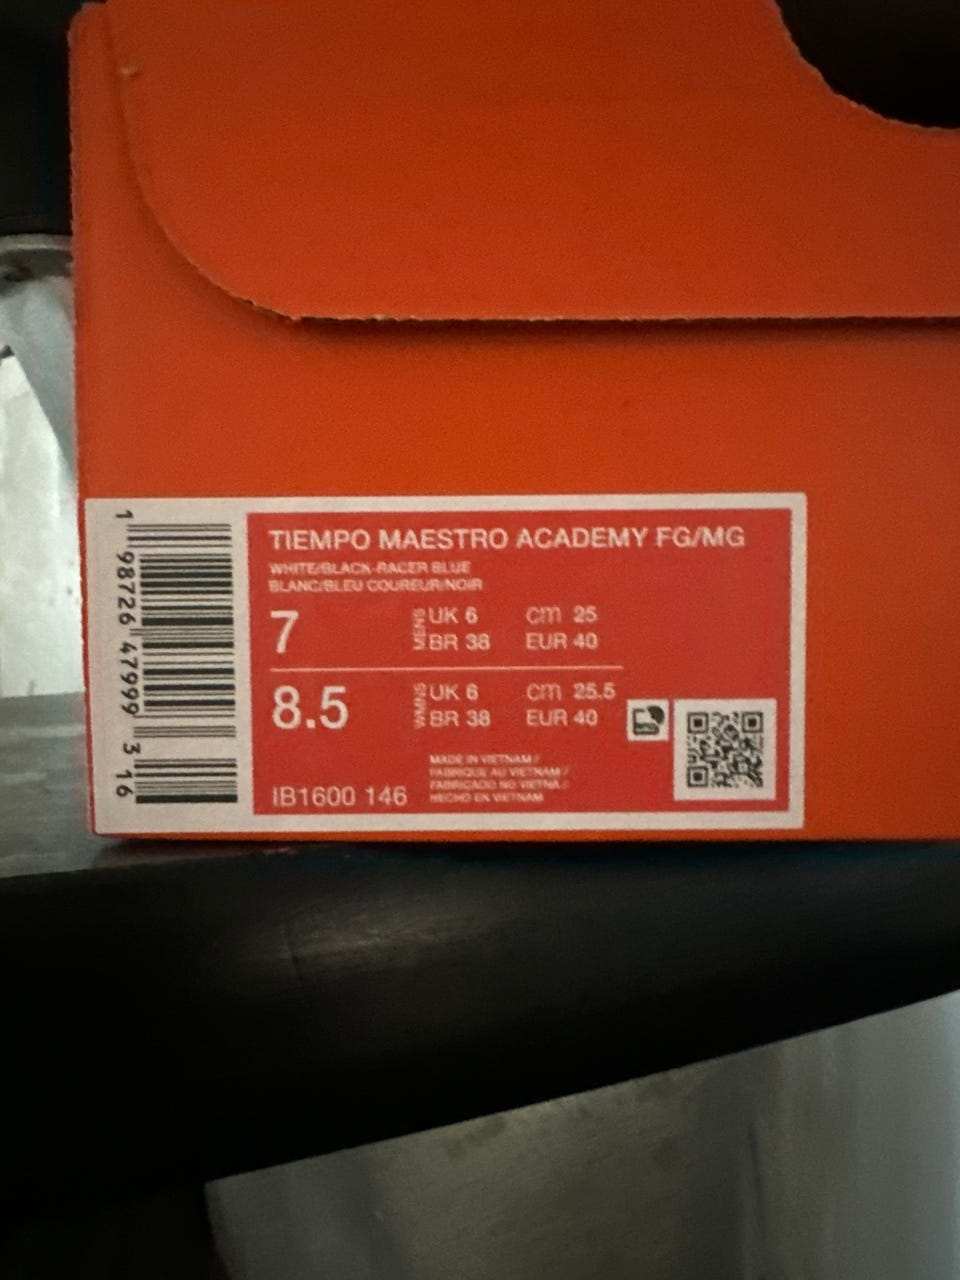 TIEMPO MAESTRO ACADEMY FG/MG
WHITE/BLACK-RACER BLUE
BLANC/BLEU COUREUR/NOIR
7 MENS UK 6 cm 25
BR 38 EUR 40
8.5 WMNS UK 6 cm 25.5
BR 38 EUR 40
MADE IN VIETNAM //
FABRIQUE AU VIETNAM //
FABRICADO NO VIETNA //
HECHO EN VIETNAM
IB1600 146
1 98726 47999 3 16